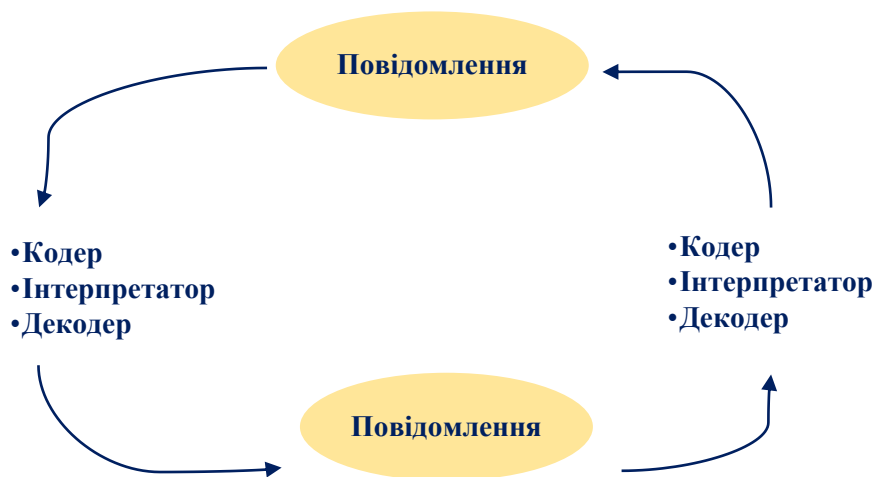 Повідомлення
•Кодер
•Інтерпретатор
•Декодер
•Кодер
•Інтерпретатор
•Декодер
Повідомлення